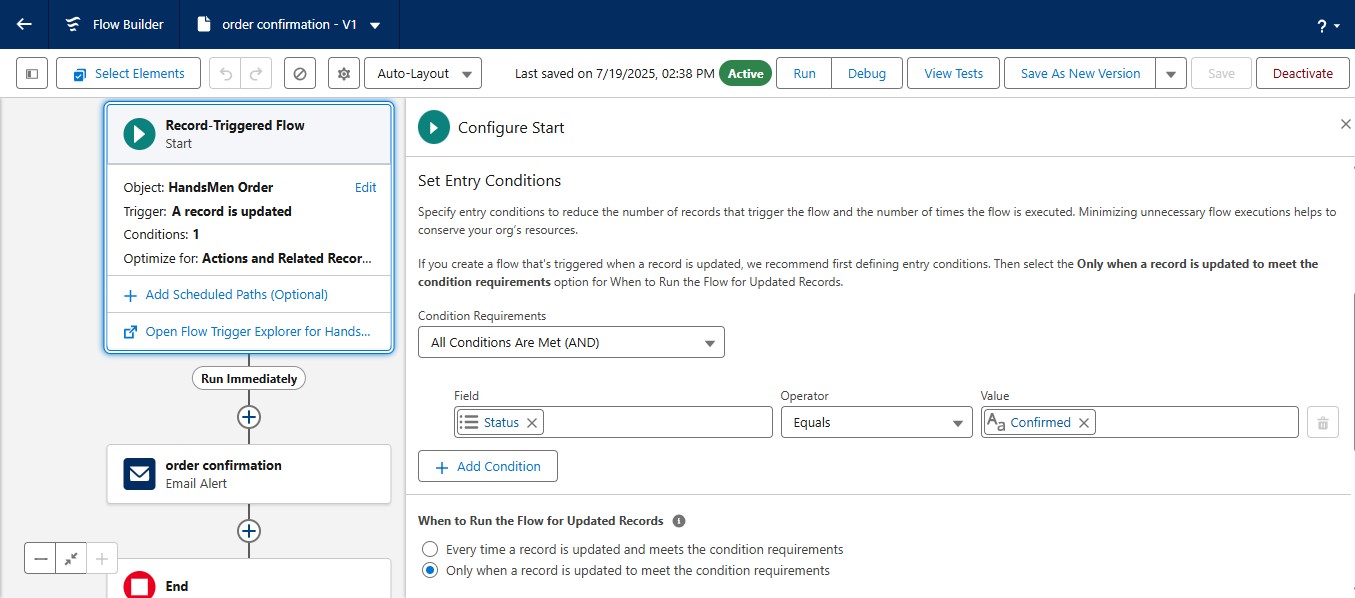 Flow Builder
order confirmation - V1
? 
Select Elements
Auto-Layout
Last saved on 7/19/2025, 02:38 PM
Active
Run
Debug
View Tests
Save As New Version
Save
Deactivate
Record-Triggered Flow
Start
Object: HandsMen Order
Edit
Trigger: A record is updated
Conditions: 1
Optimize for: Actions and Related Recor...
Add Scheduled Paths (Optional)
Open Flow Trigger Explorer for Hands...
Run Immediately
order confirmation
Email Alert
End
Configure Start
Set Entry Conditions
Specify entry conditions to reduce the number of records that trigger the flow and the number of times the flow is executed. Minimizing unnecessary flow executions helps to
conserve your org's resources.
If you create a flow that's triggered when a record is updated, we recommend first defining entry conditions. Then select the Only when a record is updated to meet the
condition requirements option for When to Run the Flow for Updated Records.
Condition Requirements
All Conditions Are Met (AND)
Field
Operator
Value
Status
Equals
Aa Confirmed
Add Condition
When to Run the Flow for Updated Records
Every time a record is updated and meets the condition requirements
Only when a record is updated to meet the condition requirements